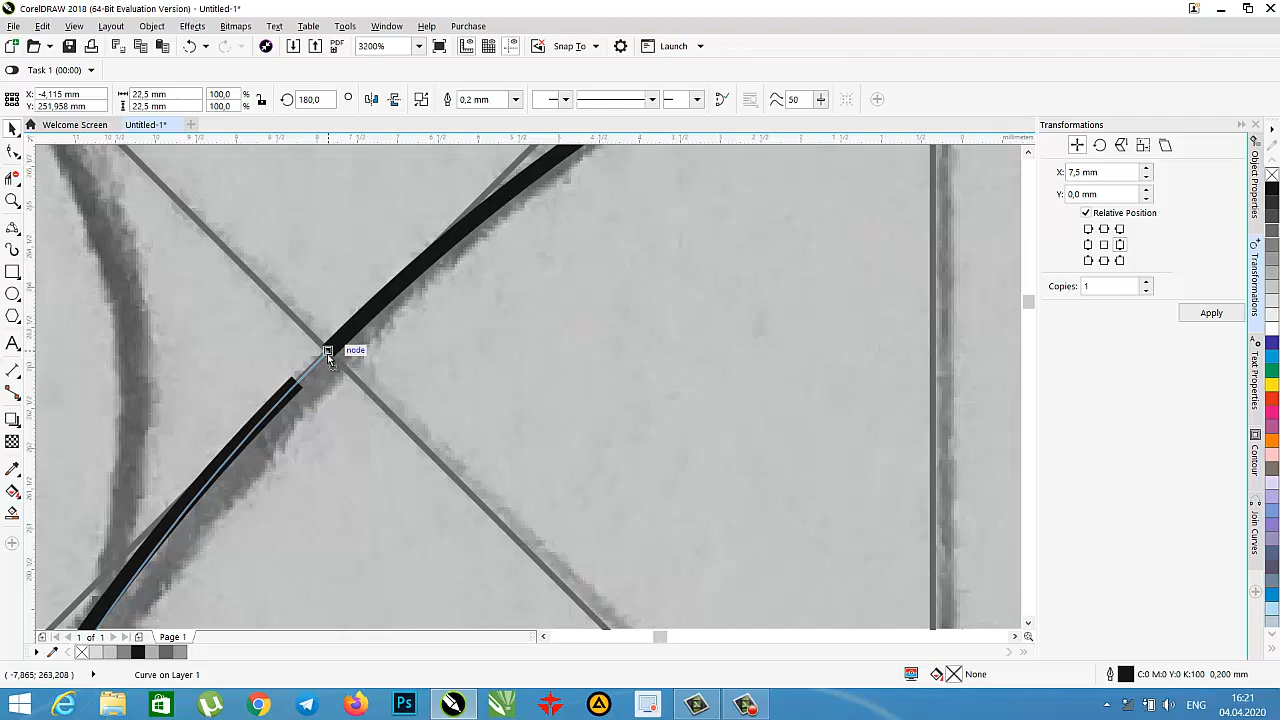 CorelDRAW 2018 (64-Bit Evaluation Version) - Untitled-1*
File Edit View Layout Object Effects Bitmaps Text Table Tools Window Help Purchase
PDF 3200% Snap To Launch
Task 1 (00:00)
X: -4,115 mm 22,5 mm 100,0 % 180,0 ° 0,2 mm 50
Y: 251,958 mm 22,5 mm 100,0 %
Welcome Screen Untitled-1*
millimeters
Transformations
X: 7,5 mm
Y: 0,0 mm
Relative Position
Copies: 1
Apply
Object Properties
Transformations
Text Properties
Contour
Join Curves
node
1 of 1 Page 1
( -7,865; 263,208 ) Curve on Layer 1 None C:0 M:0 Y:0 K:100 0,200 mm
Ps ENG 16:21
04.04.2020